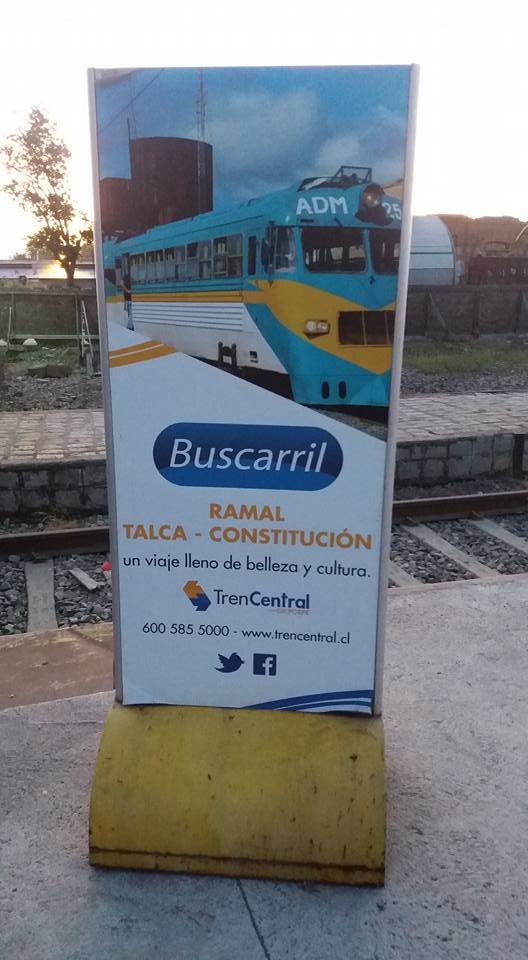 ADM 25
Buscarril
RAMAL
TALCA - CONSTITUCIÓN
un viaje lleno de belleza y cultura.
TrenCentral
600 585 5000 - www.trencentral.cl